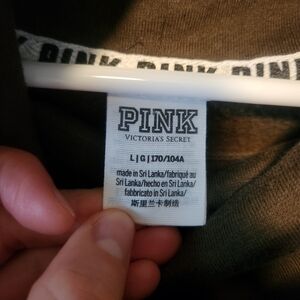 PINK PINK PINK
PINK
VICTORIA'S SECRET
L | G | 170/104A
made in Sri Lanka/fabriqué au
Sri Lanka/hecho en Sri Lanka/
fabbricato in Sri Lanka/
斯里兰卡制造